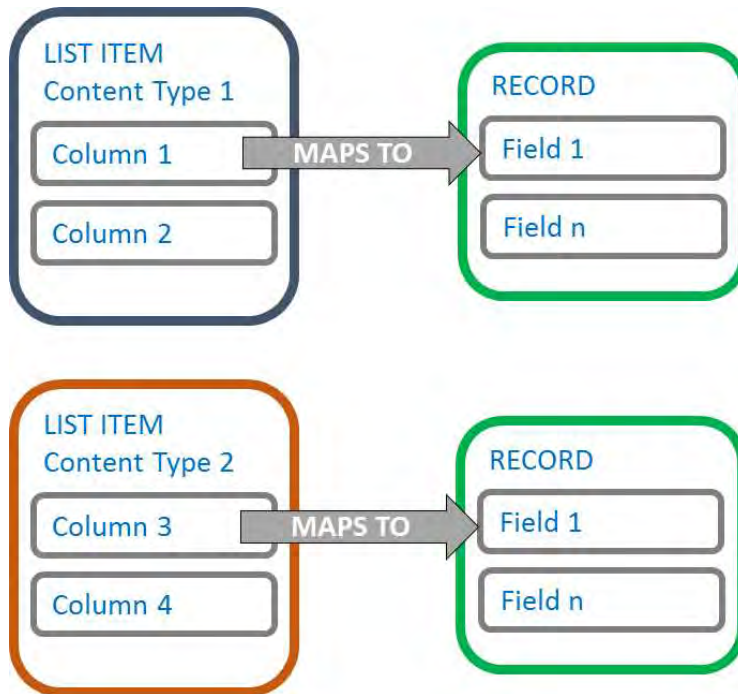 LIST ITEM
Content Type 1
Column 1
Column 2
MAPS TO
RECORD
Field 1
Field n
LIST ITEM
Content Type 2
Column 3
Column 4
MAPS TO
RECORD
Field 1
Field n